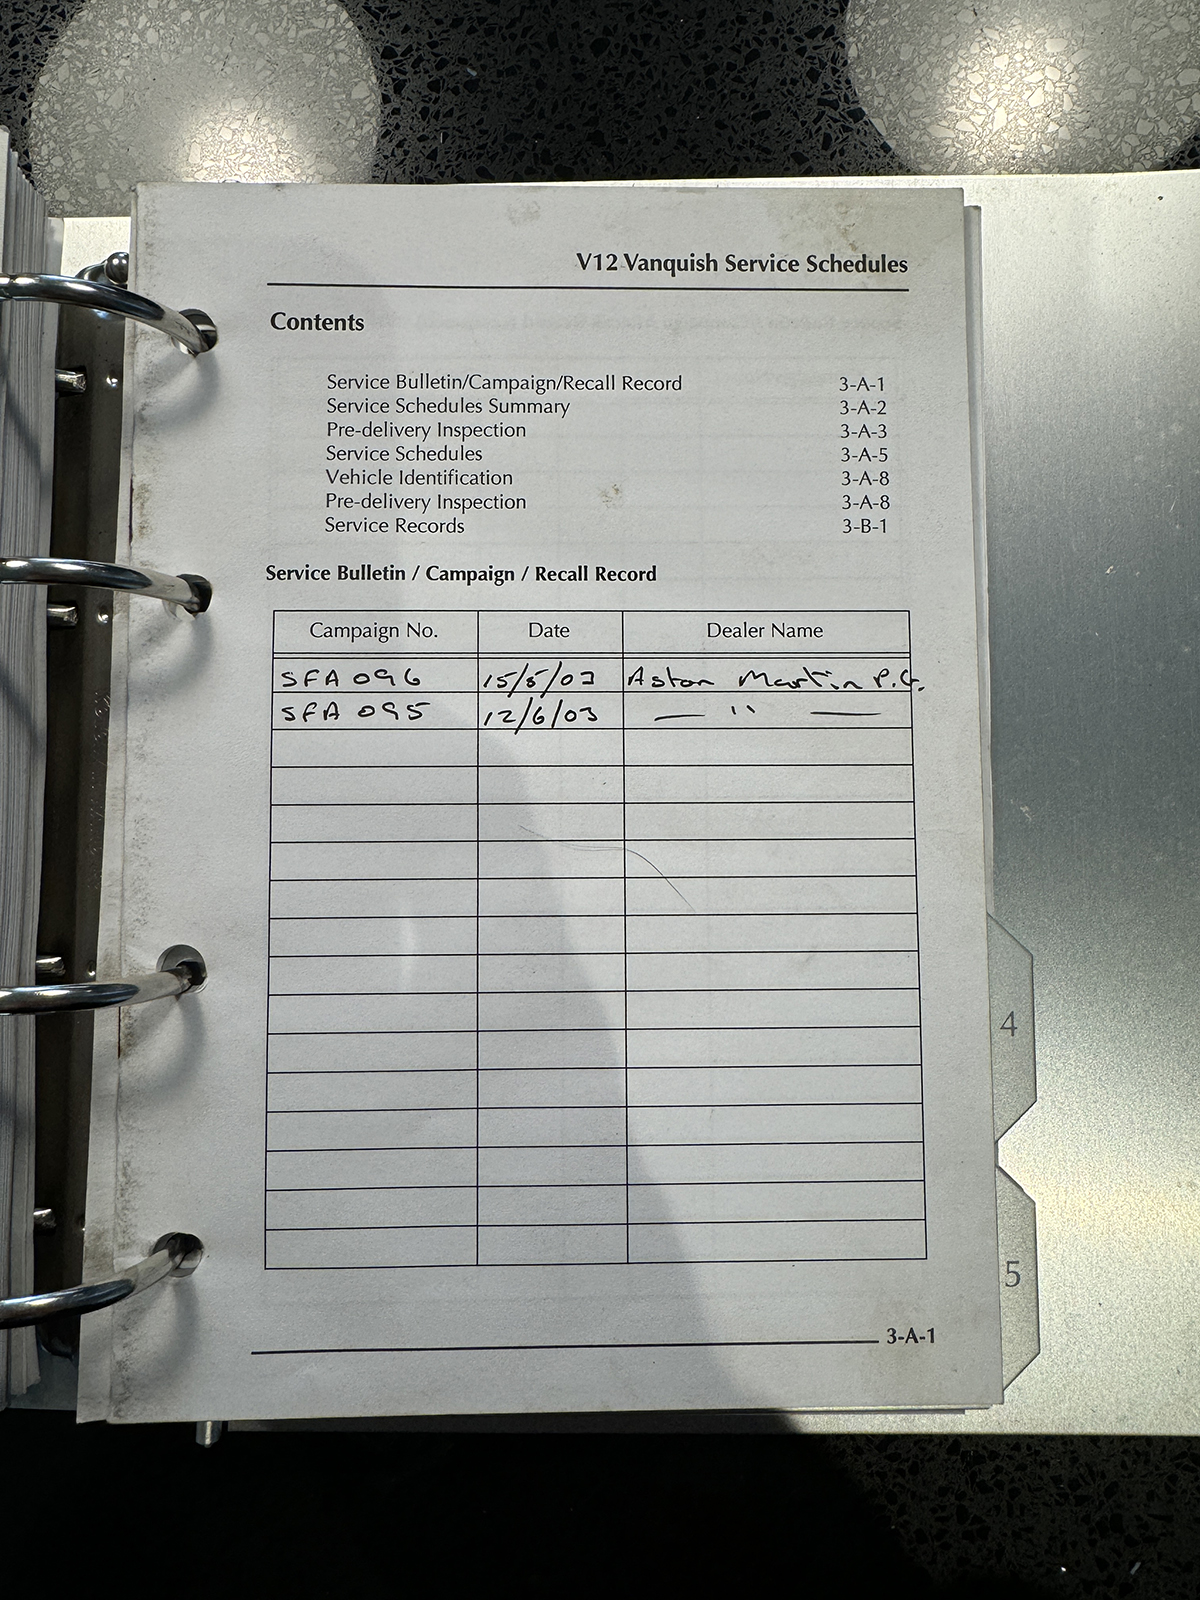 V12 Vanquish Service Schedules
Contents
Service Bulletin/Campaign/Recall Record 3-A-1
Service Schedules Summary 3-A-2
Pre-delivery Inspection 3-A-3
Service Schedules 3-A-5
Vehicle Identification 3-A-8
Pre-delivery Inspection 3-A-8
Service Records 3-B-1
Service Bulletin / Campaign / Recall Record
Campaign No. Date Dealer Name
SFA 096 15/5/03 Aston Martin P.G.
SFA 095 12/6/03 — " —
4
5
3-A-1